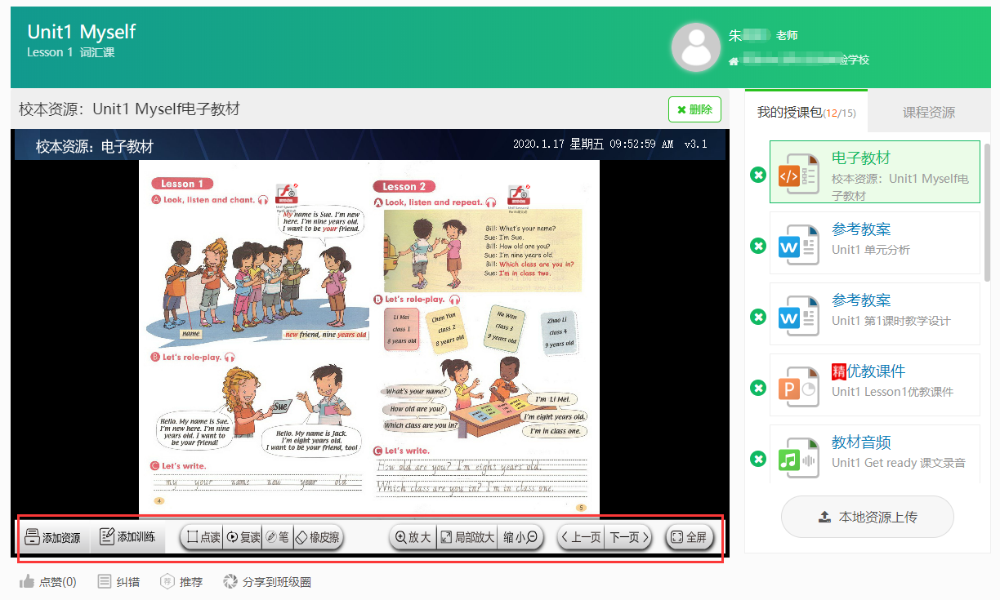 Unit1 Myself
Lesson 1 词汇课
朱 老师
验学校
校本资源：Unit1 Myself电子教材
删除
我的授课包(12/15)
课程资源
校本资源：电子教材
2020.1.17 星期五 09:52:59 AM v3.1
Lesson 1
A Look, listen and chant.
My name is Sue. I'm new
here. I'm nine years old.
I want to be your friend.
name
new friend, nine years old
B Let's role-play.
Sue
Hello. My name is Sue.
I'm new here. I'm nine
years old. I want to
be your friend!
Hello. My name is Jack.
I'm eight years old.
I want to be your friend, too!
C Let's write.
my your name new year old
4
Lesson 2
A Look, listen and repeat.
Bill: What's your name?
Sue: I'm Sue.
Bill: How old are you?
Sue: I'm nine years old.
Bill: Which class are you in?
Sue: I'm in class two.
B Let's role-play.
Li Mei
class 1
8 years old
Chen Yan
class 2
8 years old
Hu Wen
class 3
9 years old
Zhao Li
class 4
9 years old
What's your name?
How old are you?
Which class are you in?
I'm Li Mei.
I'm eight years old.
I'm in class one.
C Let's write.
How old are you? I'm eight years old.
Which class are you in? I'm in class one.
5
添加资源
添加训练
点读
复读
笔
橡皮擦
放大
局部放大
缩小
上一页
下一页
全屏
点赞(0)
纠错
荐
推荐
分享到班级圈
电子教材
校本资源：Unit1 Myself电
子教材
W
参考教案
Unit1 单元分析
W
参考教案
Unit1 第1课时教学设计
P
精优教课件
Unit1 Lesson1优教课件
教材音频
Unit1 Get ready 课文录音
本地资源上传